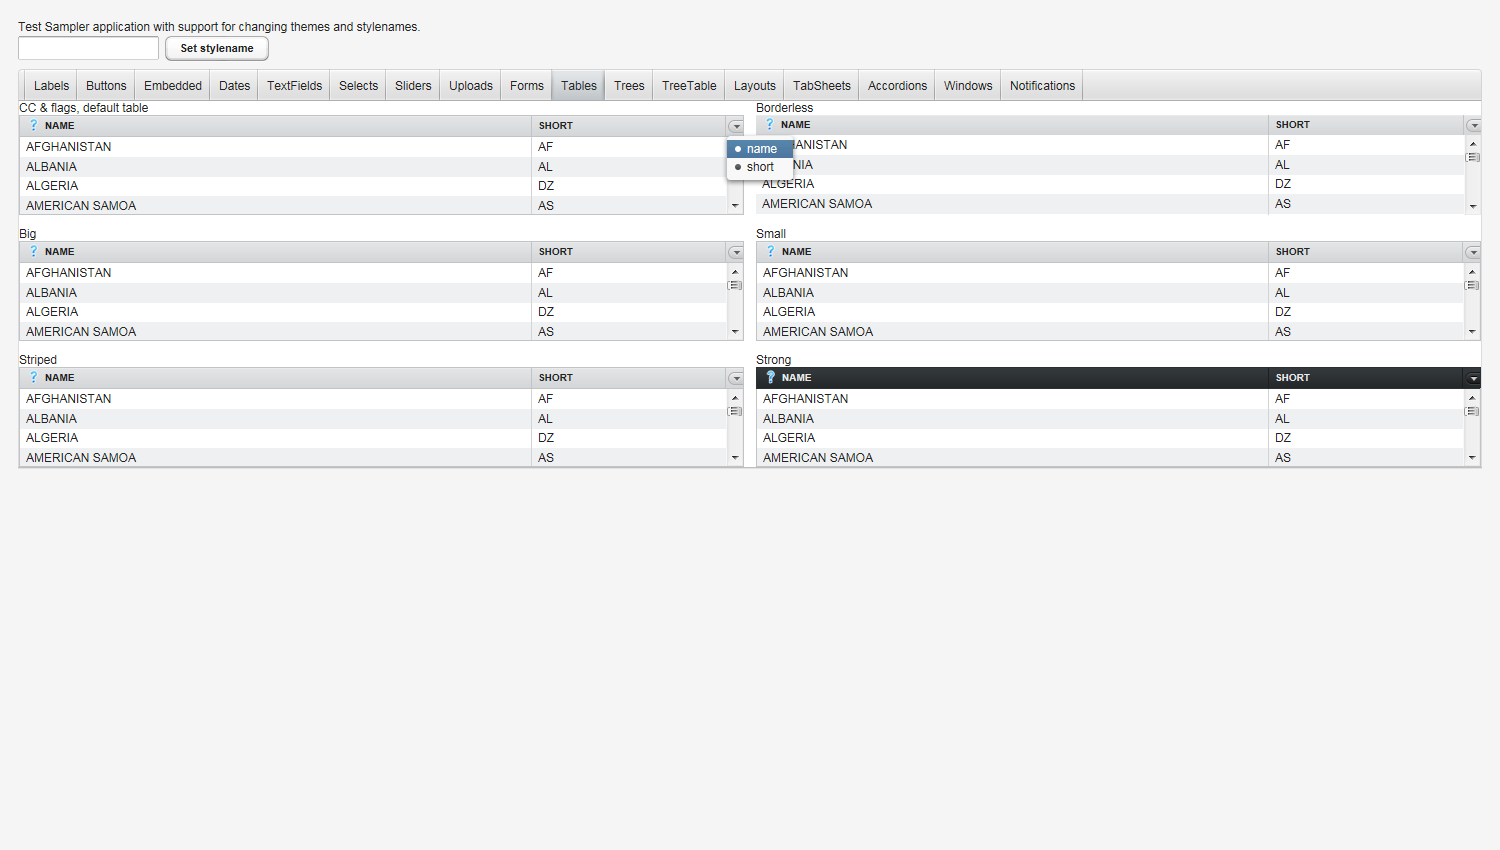 Test Sampler application with support for changing themes and stylenames.
Set stylename
Labels Buttons Embedded Dates TextFields Selects Sliders Uploads Forms Tables Trees TreeTable Layouts TabSheets Accordions Windows Notifications
CC & flags, default table
? NAME SHORT
AFGHANISTAN AF
ALBANIA AL
ALGERIA DZ
AMERICAN SAMOA AS
name
short
Borderless
? NAME SHORT
ANISTAN AF
NIA AL
ALGERIA DZ
AMERICAN SAMOA AS
Big
? NAME SHORT
AFGHANISTAN AF
ALBANIA AL
ALGERIA DZ
AMERICAN SAMOA AS
Small
? NAME SHORT
AFGHANISTAN AF
ALBANIA AL
ALGERIA DZ
AMERICAN SAMOA AS
Striped
? NAME SHORT
AFGHANISTAN AF
ALBANIA AL
ALGERIA DZ
AMERICAN SAMOA AS
Strong
? NAME SHORT
AFGHANISTAN AF
ALBANIA AL
ALGERIA DZ
AMERICAN SAMOA AS